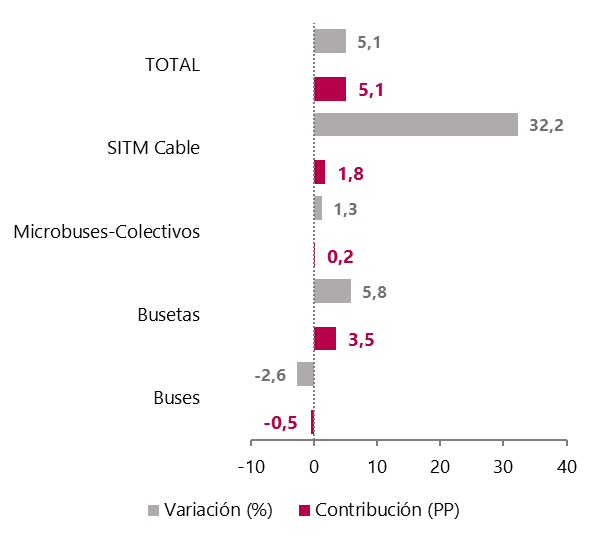 TOTAL
5,1
5,1
SITM Cable
32,2
1,8
Microbuses-Colectivos
1,3
0,2
Busetas
5,8
3,5
Buses
-2,6
-0,5
-10 0 10 20 30 40
Variación (%) Contribución (PP)